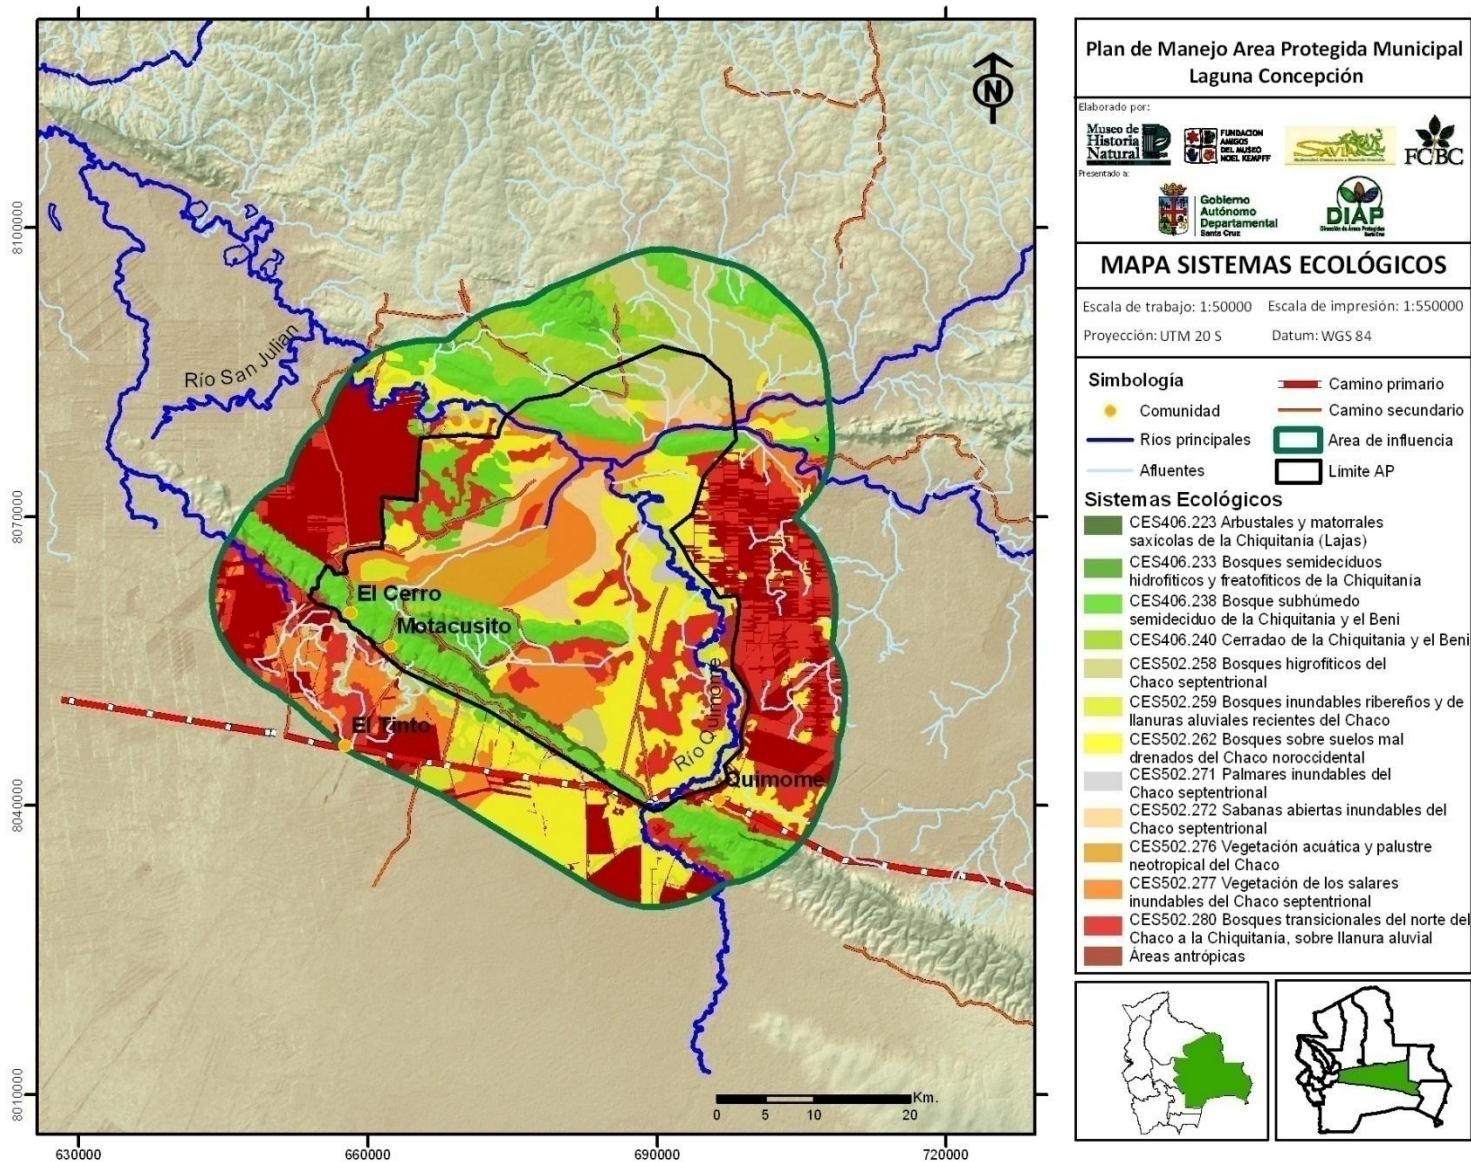 Plan de Manejo Area Protegida Municipal
Laguna Concepción
Elaborado por:
Museo de
Historia
Natural
FUNDACION
AMIGOS
DEL MUSEO
NOEL KEMPFF
SAVIA
FCBC
Presentado a:
Gobierno
Autónomo
Departamental
Santa Cruz
DIAP
Dirección de Áreas Protegidas
MAPA SISTEMAS ECOLÓGICOS
Escala de trabajo: 1:50000 Escala de impresión: 1:550000
Proyección: UTM 20 S Datum: WGS 84
Simbología
Comunidad
Ríos principales
Afluentes
Camino primario
Camino secundario
Area de influencia
Límite AP
Sistemas Ecológicos
CES406.223 Arbustales y matorrales
saxícolas de la Chiquitanía (Lajas)
CES406.233 Bosques semidecíduos
hidrofíticos y freatofíticos de la Chiquitanía
CES406.238 Bosque subhúmedo
semideciduo de la Chiquitania y el Beni
CES406.240 Cerradao de la Chiquitania y el Beni
CES502.258 Bosques higrofíticos del
Chaco septentrional
CES502.259 Bosques inundables ribereños y de
llanuras aluviales recientes del Chaco
CES502.262 Bosques sobre suelos mal
drenados del Chaco noroccidental
CES502.271 Palmares inundables del
Chaco septentrional
CES502.272 Sabanas abiertas inundables del
Chaco septentrional
CES502.276 Vegetación acuática y palustre
neotropical del Chaco
CES502.277 Vegetación de los salares
inundables del Chaco septentrional
CES502.280 Bosques transicionales del norte del
Chaco a la Chiquitanía, sobre llanura aluvial
Áreas antrópicas
N
Río San Julian
El Cerro
Motacusito
El Tinto
Río Quimome
Quimome
8100000
8070000
8040000
8010000
630000
660000
690000
720000
Km.
0 5 10 20